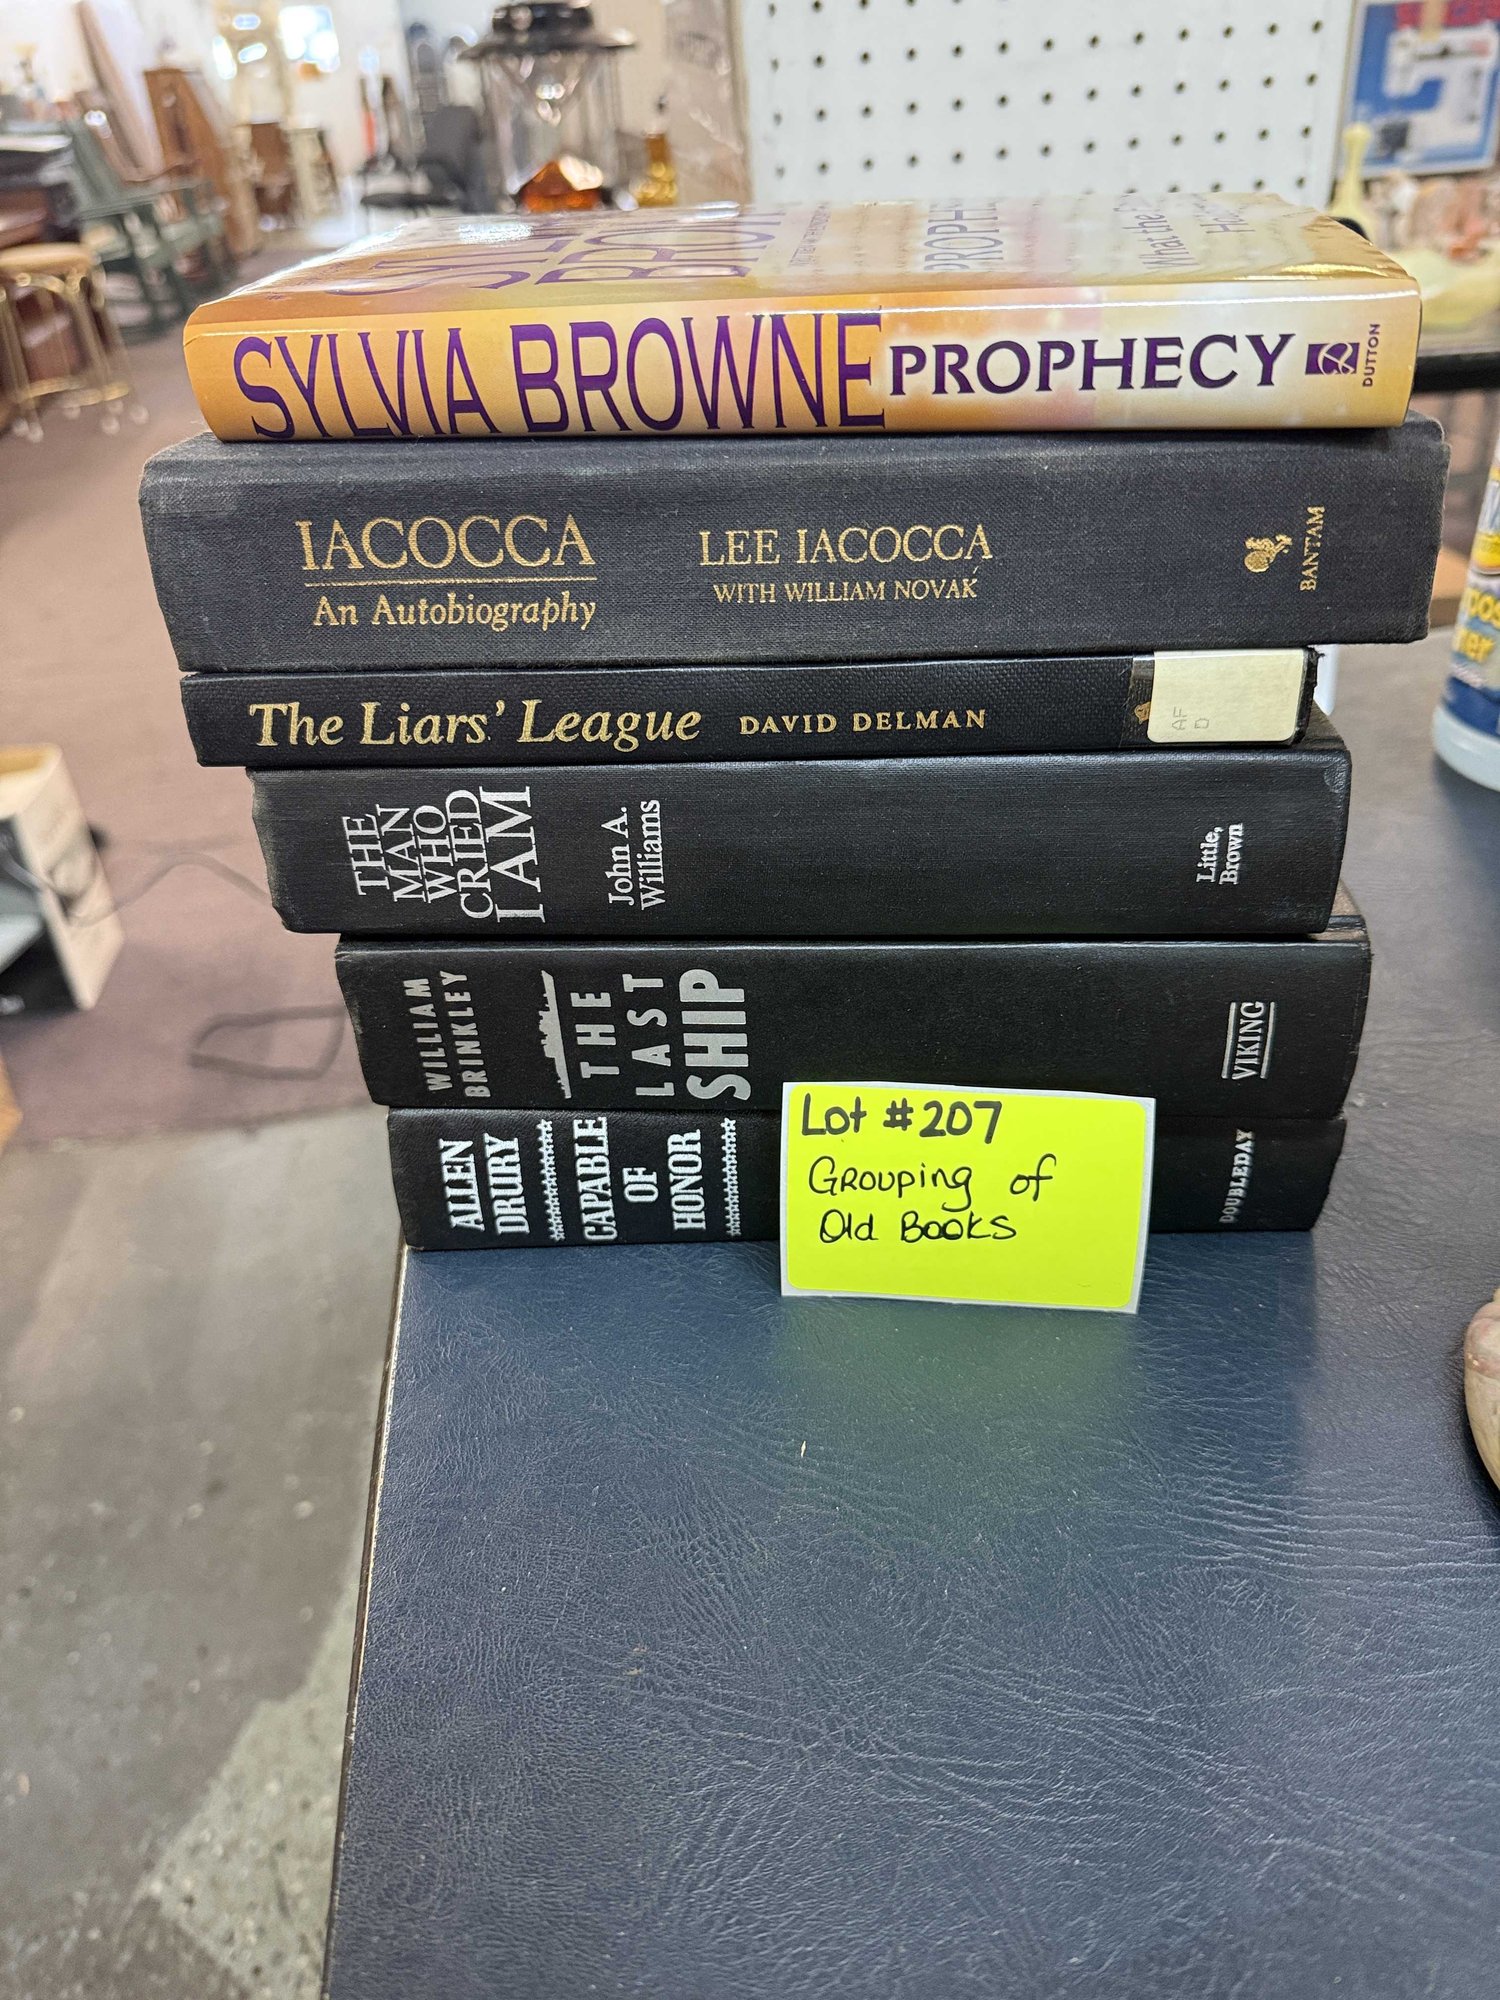 SYLVIA BROWNE PROPHECY DUTTON
IACOCCA
An Autobiography
LEE IACOCCA
WITH WILLIAM NOVAK
BANTAM
The Liars' League DAVID DELMAN
AF
D
THE
MAN
WHO
CRIED
I AM
John A.
Williams
Little,
Brown
WILLIAM
BRINKLEY
THE
LAST
SHIP
VIKING
ALLEN
DRURY
CAPABLE
OF
HONOR
DOUBLEDAY
Lot #207
Grouping of
Old Books